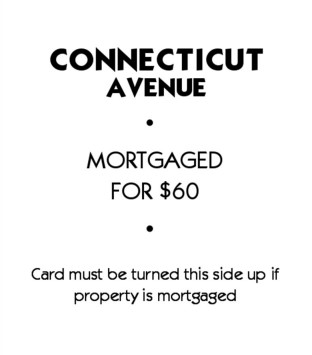 CONNECTICUT
AVENUE
•
MORTGAGED
FOR $60
•
Card must be turned this side up if
property is mortgaged